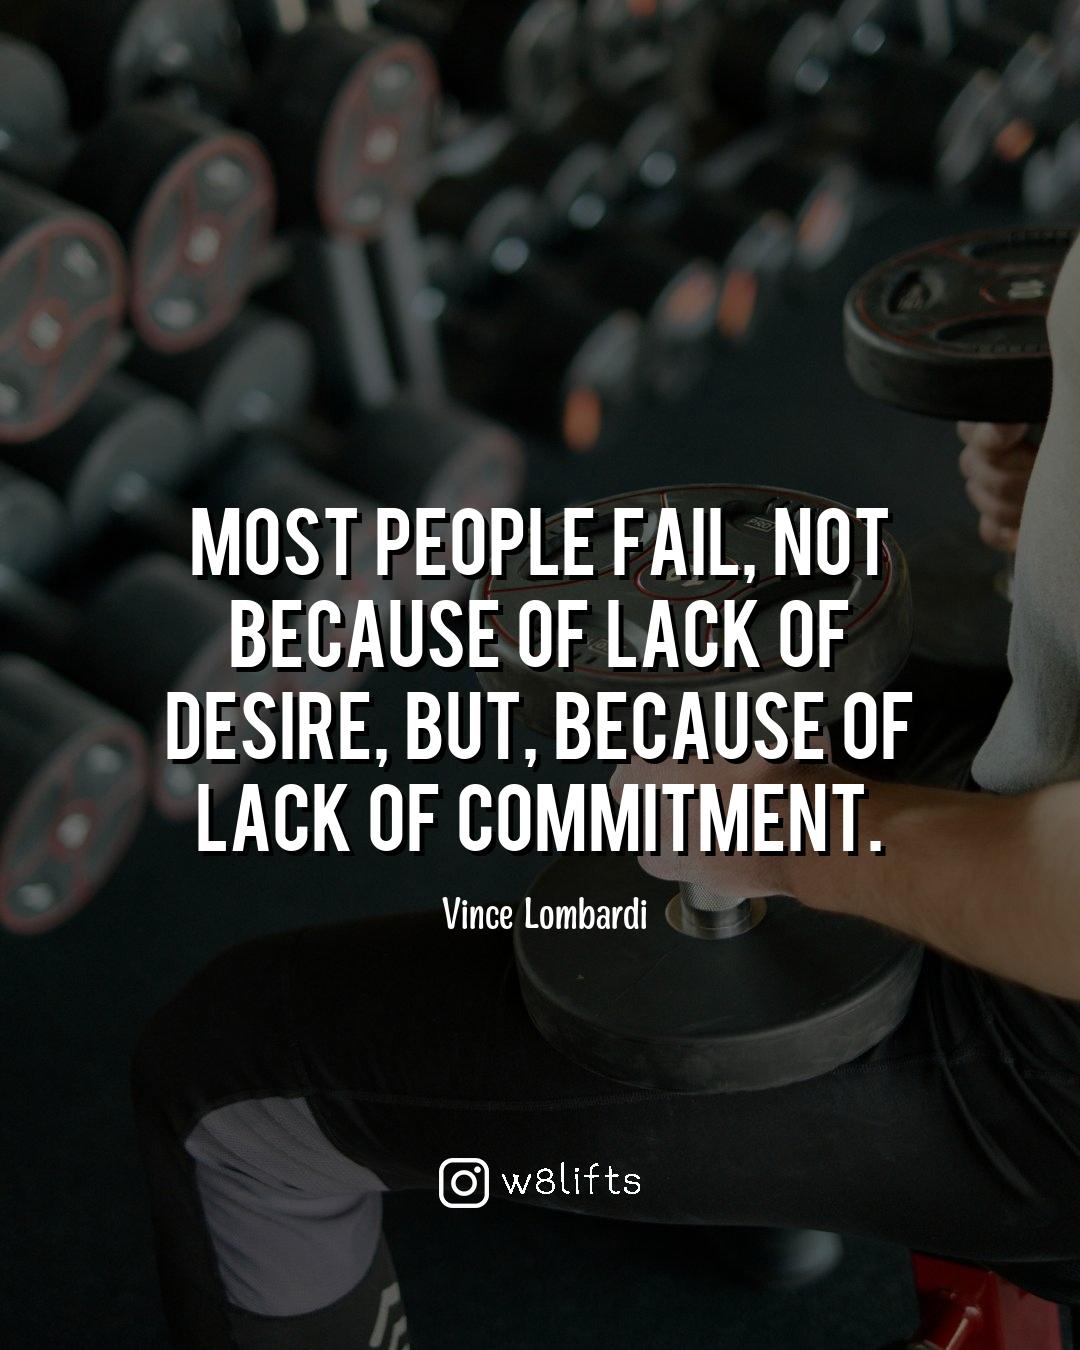 MOST PEOPLE FAIL, NOT
BECAUSE OF LACK OF
DESIRE, BUT, BECAUSE OF
LACK OF COMMITMENT.
Vince Lombardi
w8lifts